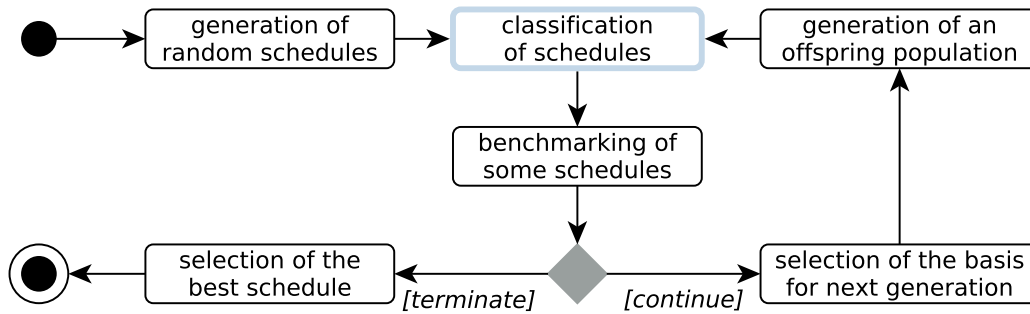 generation of
random schedules
classification
of schedules
generation of an
offspring population
benchmarking of
some schedules
selection of the
best schedule
[terminate]
[continue]
selection of the basis
for next generation